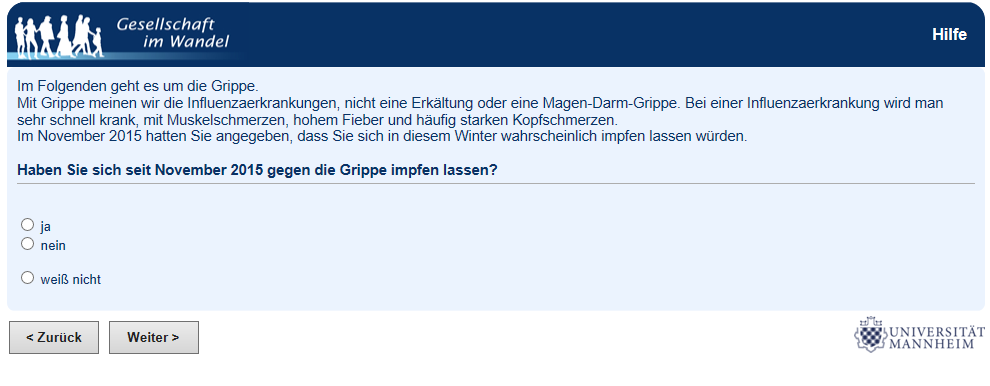 Gesellschaft
im Wandel
Hilfe
Im Folgenden geht es um die Grippe.
Mit Grippe meinen wir die Influenzaerkrankungen, nicht eine Erkältung oder eine Magen-Darm-Grippe. Bei einer Influenzaerkrankung wird man
sehr schnell krank, mit Muskelschmerzen, hohem Fieber und häufig starken Kopfschmerzen.
Im November 2015 hatten Sie angegeben, dass Sie sich in diesem Winter wahrscheinlich impfen lassen würden.
Haben Sie sich seit November 2015 gegen die Grippe impfen lassen?
ja
nein
weiß nicht
< Zurück
Weiter >
UNIVERSITÄT
MANNHEIM